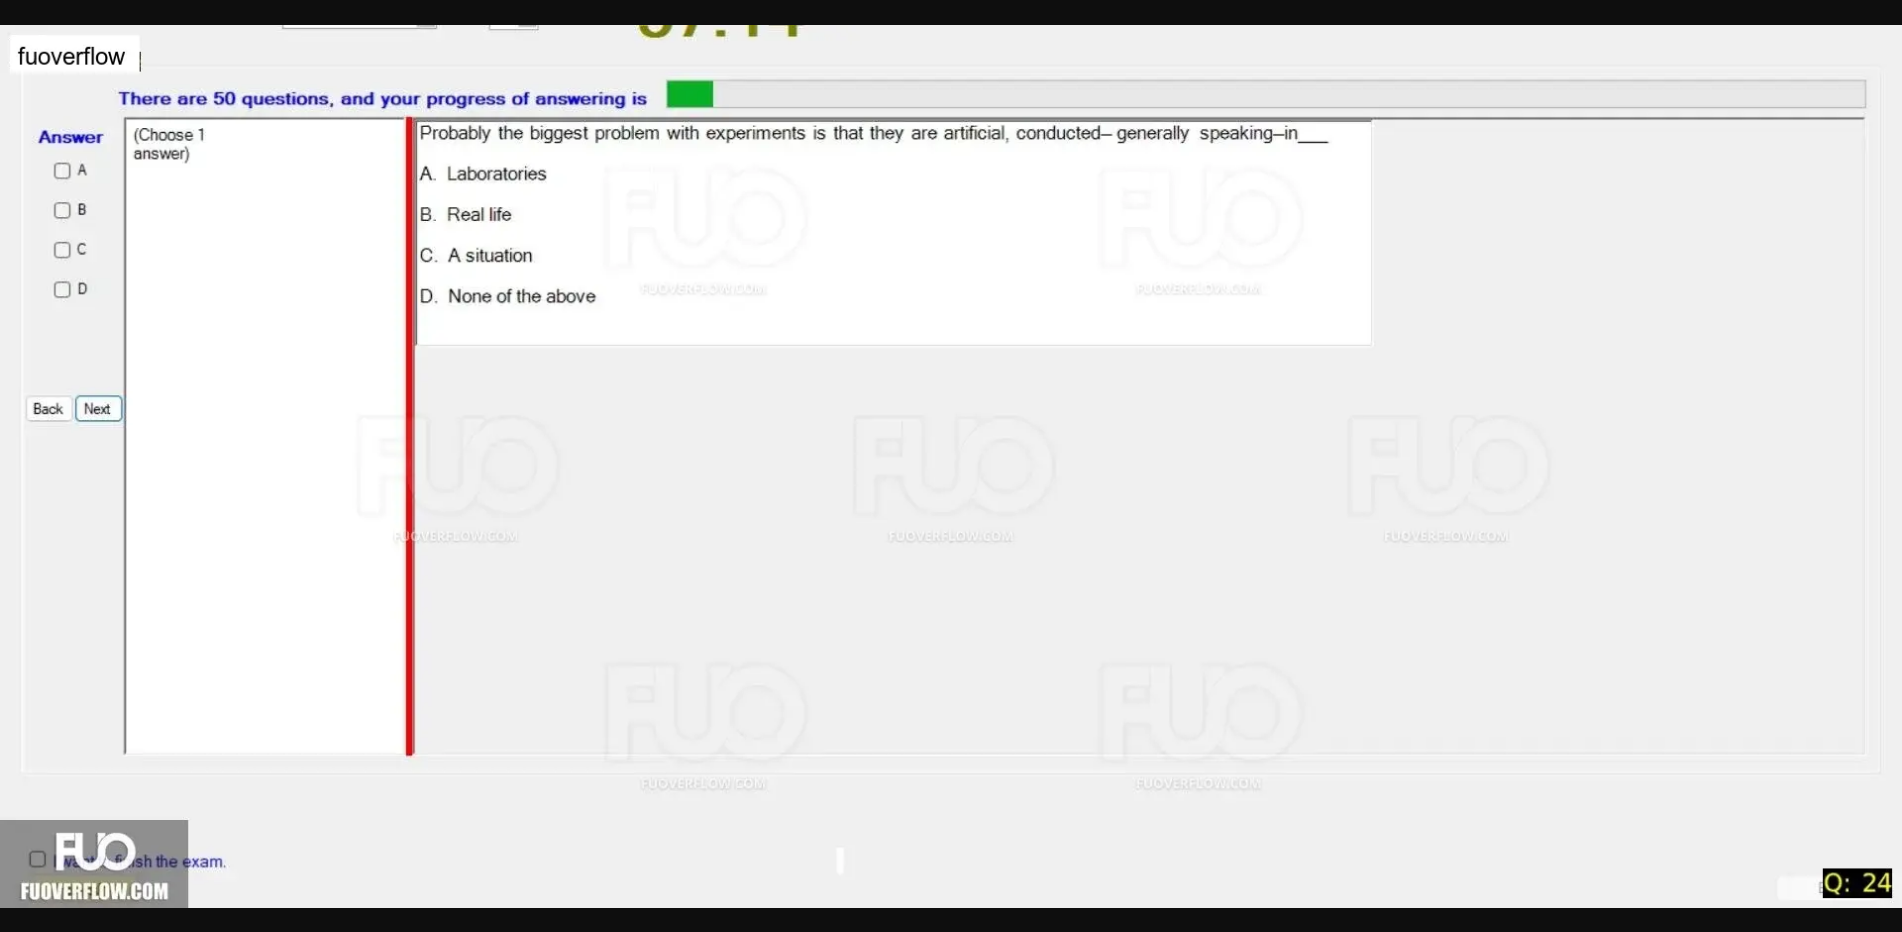 fuoverflow
There are 50 questions, and your progress of answering is
Answer
(Choose 1
answer)
A
B
C
D
Back
Next
Probably the biggest problem with experiments is that they are artificial, conducted– generally speaking–in___
A. Laboratories
B. Real life
C. A situation
D. None of the above
FUO
FUOVERFLOW.COM
FUO
FUOVERFLOW.COM
FUO
FUOVERFLOW.COM
FUO
FUOVERFLOW.COM
FUO
FUOVERFLOW.COM
FUO
FUOVERFLOW.COM
FUO
FUOVERFLOW.COM
the exam.
FUO
FUOVERFLOW.COM
Q: 24